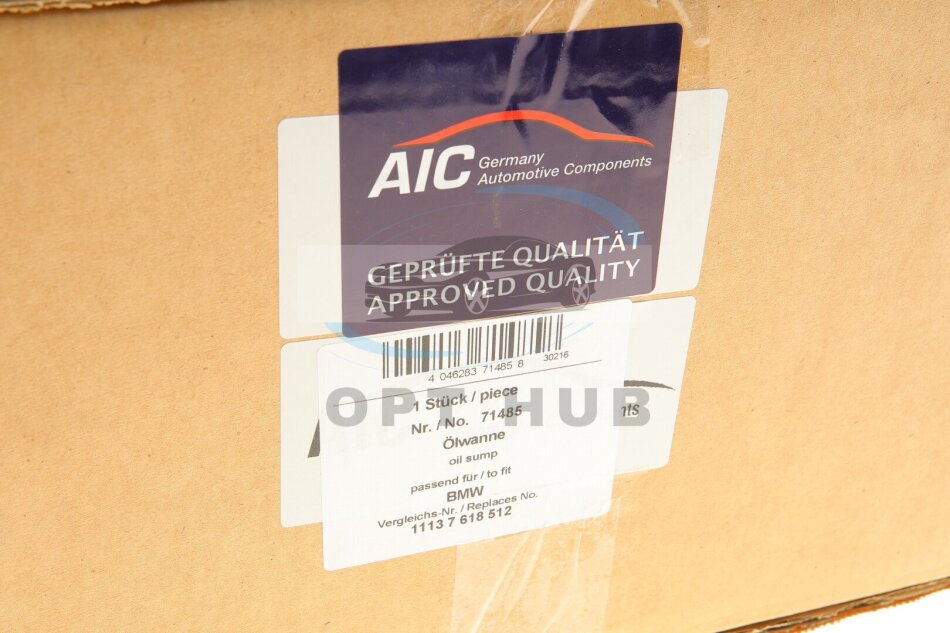 AIC Germany
Automotive Components
GEPRÜFTE QUALITÄT
APPROVED QUALITY
4 046283 71485 8 30216
1 Stück / piece
OPT HUB
Nr. / No. 71485
nts
Ölwanne
oil sump
passend für / to fit
BMW
Vergleichs-Nr. / Replaces No.
1113 7 618 512